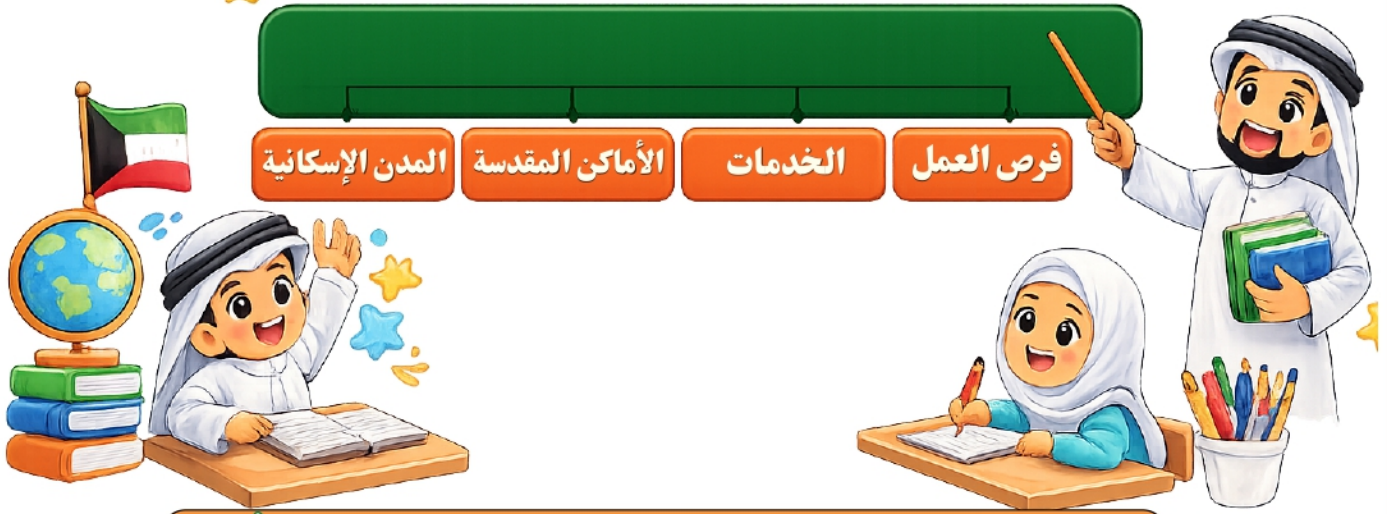 فرص العمل
الخدمات
الأماكن المقدسة
المدن الإسكانية